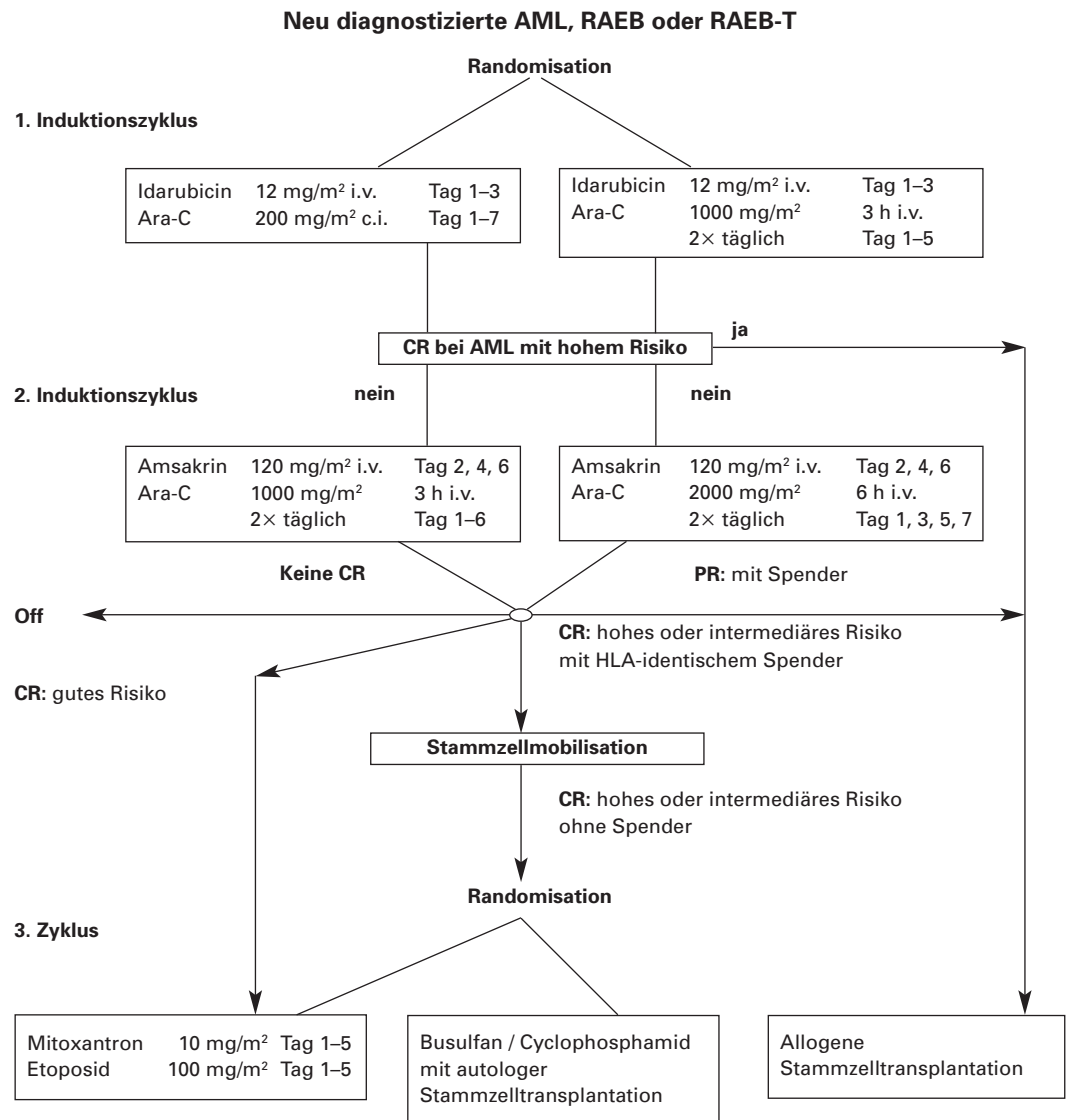 Neu diagnostizierte AML, RAEB oder RAEB-T
Randomisation
1. Induktionszyklus
Idarubicin 12 mg/m² i.v. Tag 1–3
Ara-C 200 mg/m² c.i. Tag 1–7
Idarubicin 12 mg/m² i.v. Tag 1–3
Ara-C 1000 mg/m² 3 h i.v.
2× täglich Tag 1–5
CR bei AML mit hohem Risiko
ja
2. Induktionszyklus
nein
nein
Amsakrin 120 mg/m² i.v. Tag 2, 4, 6
Ara-C 1000 mg/m² 3 h i.v.
2× täglich Tag 1–6
Amsakrin 120 mg/m² i.v. Tag 2, 4, 6
Ara-C 2000 mg/m² 6 h i.v.
2× täglich Tag 1, 3, 5, 7
Keine CR
PR: mit Spender
Off
CR: hohes oder intermediäres Risiko
mit HLA-identischem Spender
CR: gutes Risiko
Stammzellmobilisation
CR: hohes oder intermediäres Risiko
ohne Spender
Randomisation
3. Zyklus
Mitoxantron 10 mg/m² Tag 1–5
Etoposid 100 mg/m² Tag 1–5
Busulfan / Cyclophosphamid
mit autologer
Stammzelltransplantation
Allogene
Stammzelltransplantation